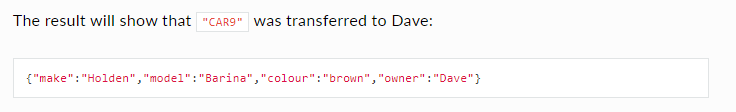 The result will show that "CAR9" was transferred to Dave:
{"make":"Holden","model":"Barina","colour":"brown","owner":"Dave"}